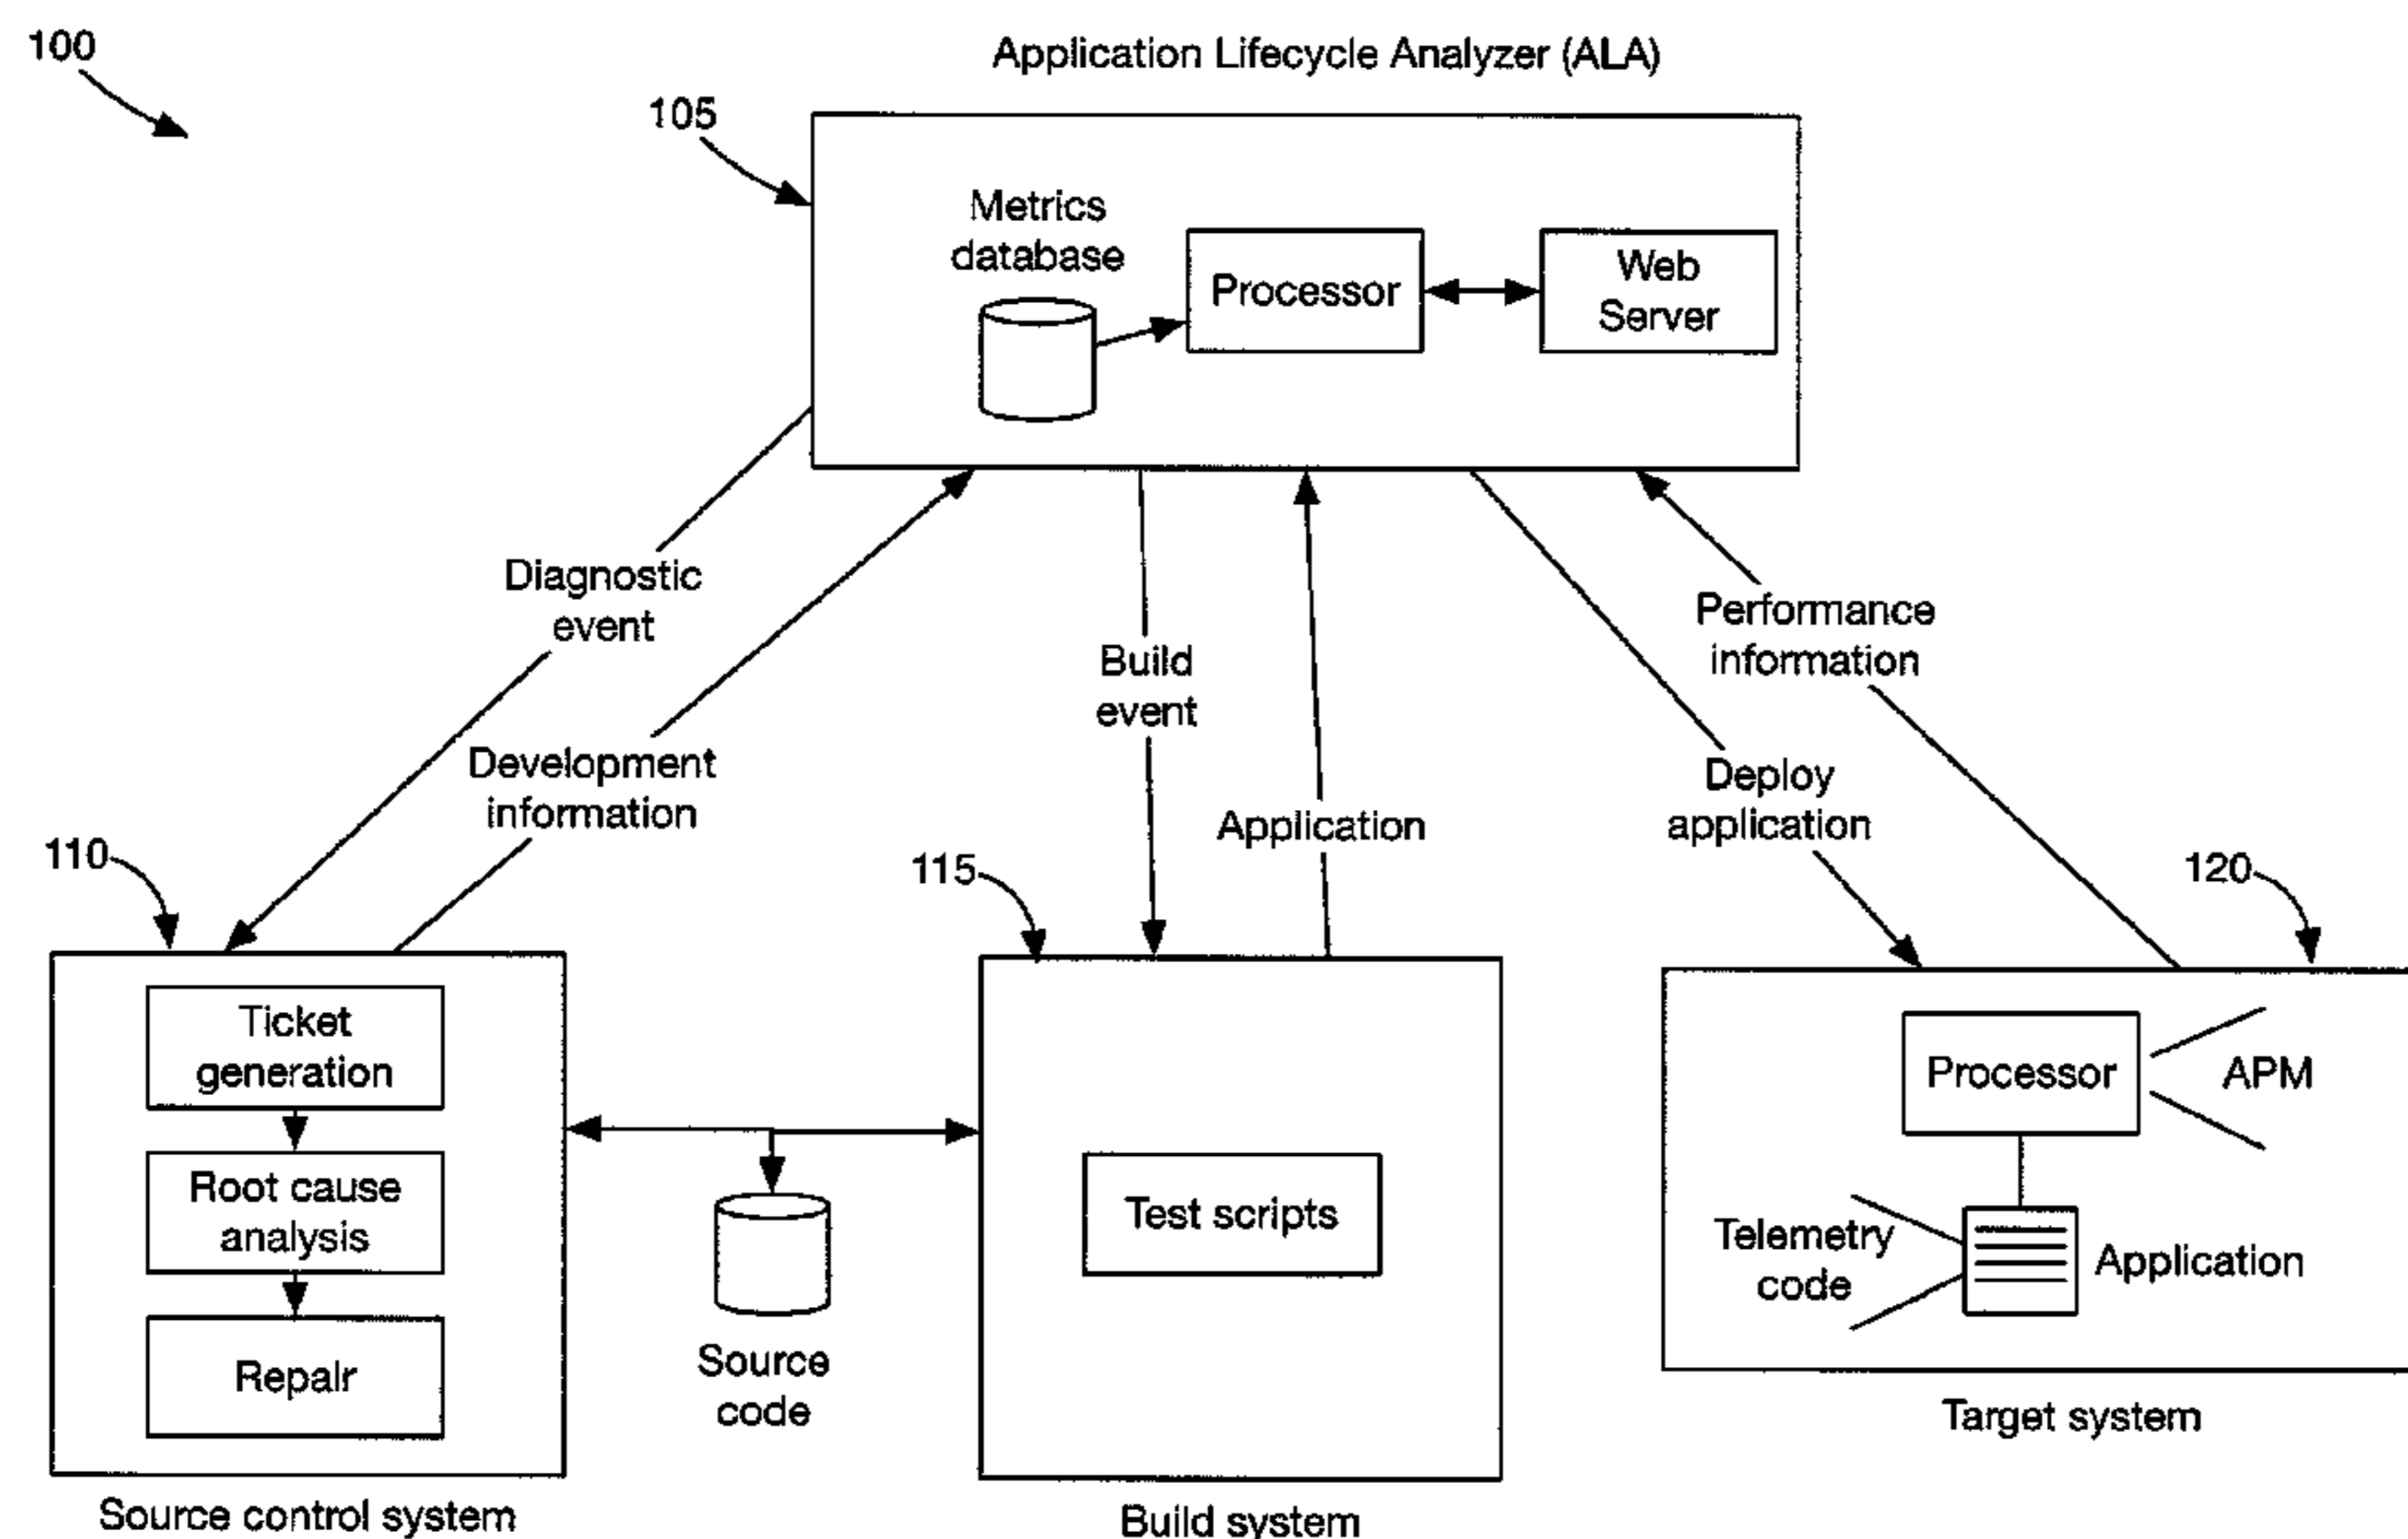 100
Application Lifecycle Analyzer (ALA)
105
Metrics
database
Processor
Web
Server
Diagnostic
event
Development
information
Build
event
Application
Performance
information
Deploy
application
110
115
120
Ticket
generation
Root cause
analysis
Repair
Source
code
Test scripts
Processor
APM
Telemetry
code
Application
Source control system
Build system
Target system